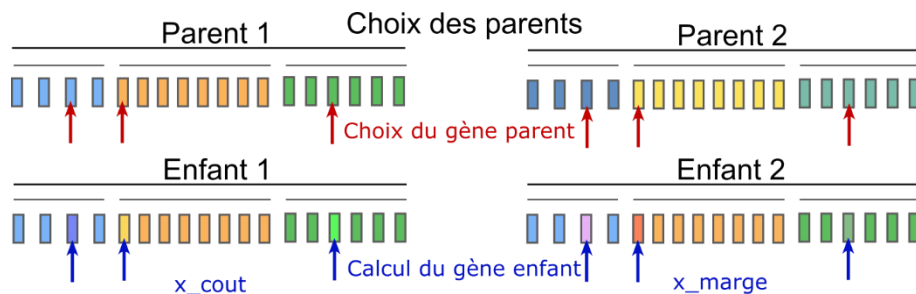 Choix des parents
Parent 1
Parent 2
Choix du gène parent
Enfant 1
Enfant 2
Calcul du gène enfant
x_cout
x_marge